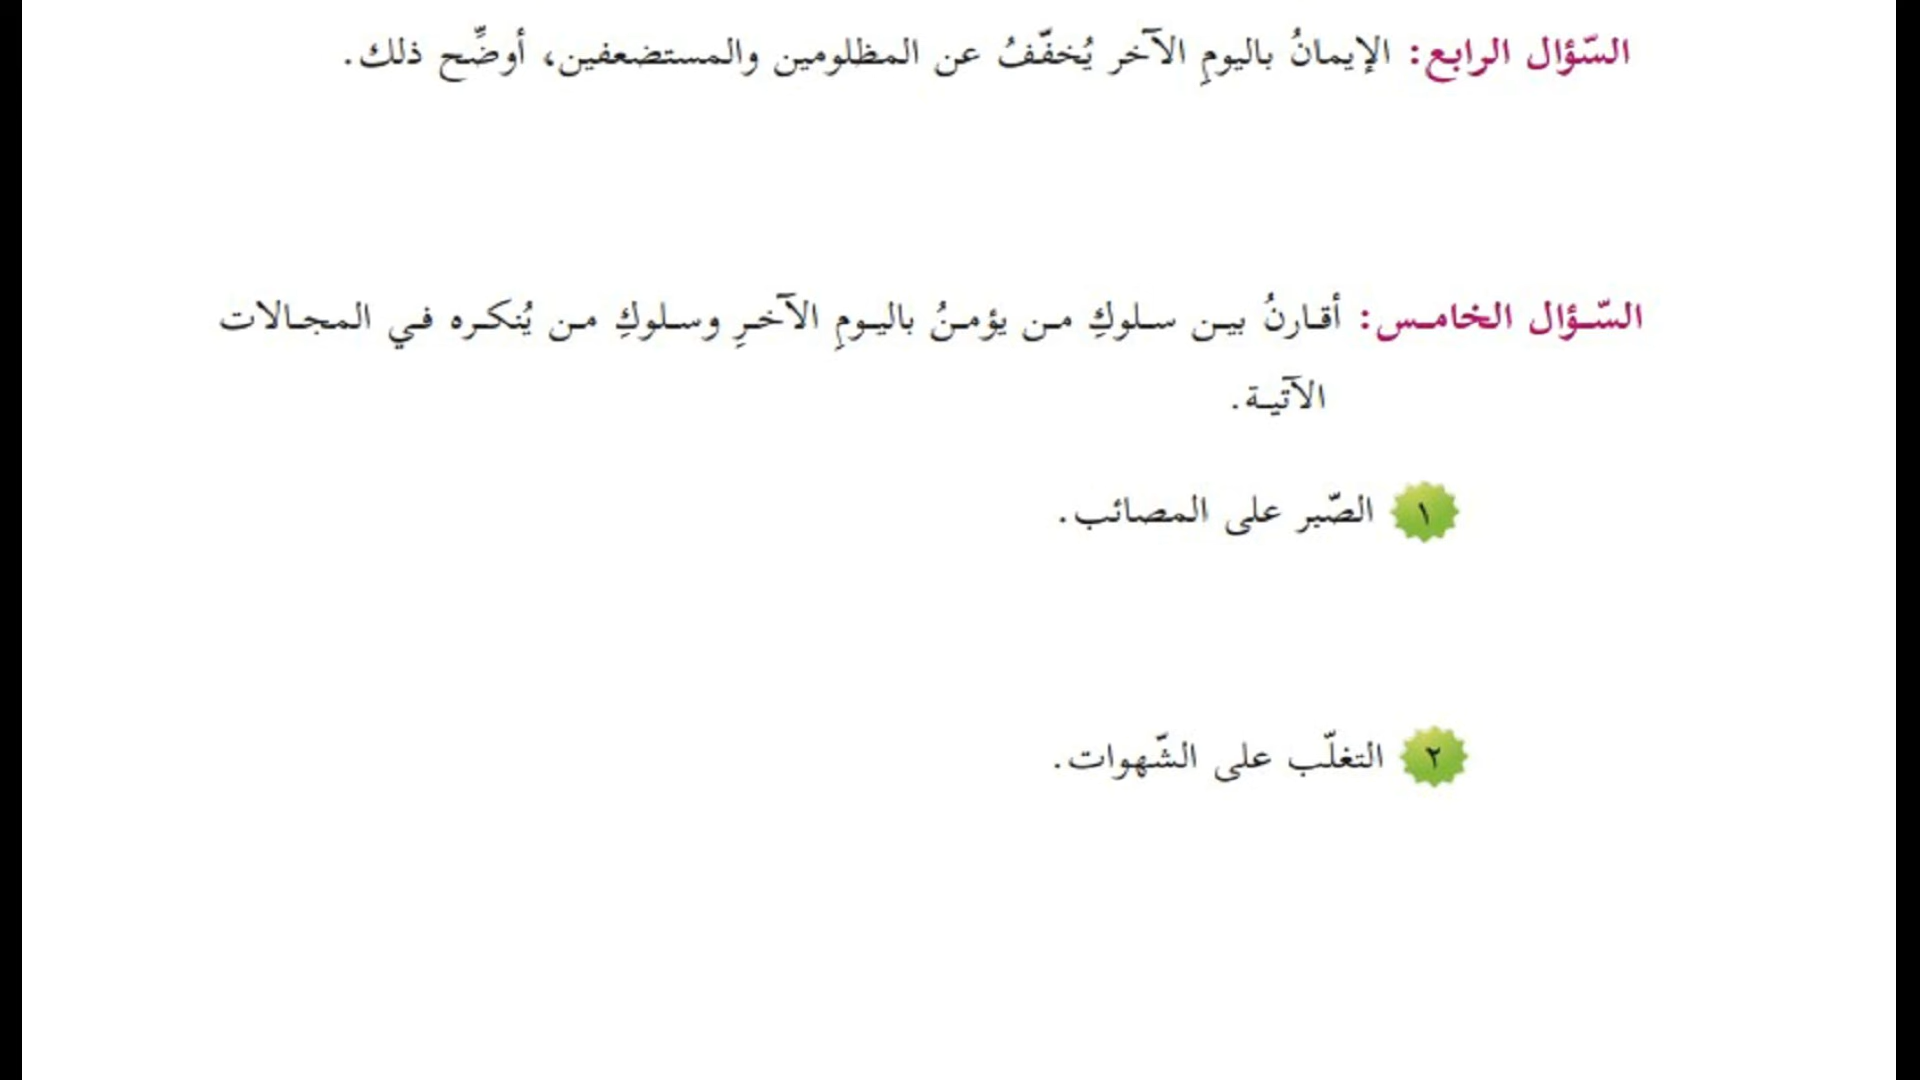 السّؤال الرابع: الإيمانُ باليومِ الآخر يُخفّفُ عن المظلومين والمستضعفين، أوضِّح ذلك.
السّؤال الخامس: أقارنُ بين سلوكِ من يؤمنُ باليومِ الآخرِ وسلوكِ من يُنكره في المجالات
الآتية.
١ الصّبر على المصائب.
٢ التغلّب على الشّهوات.